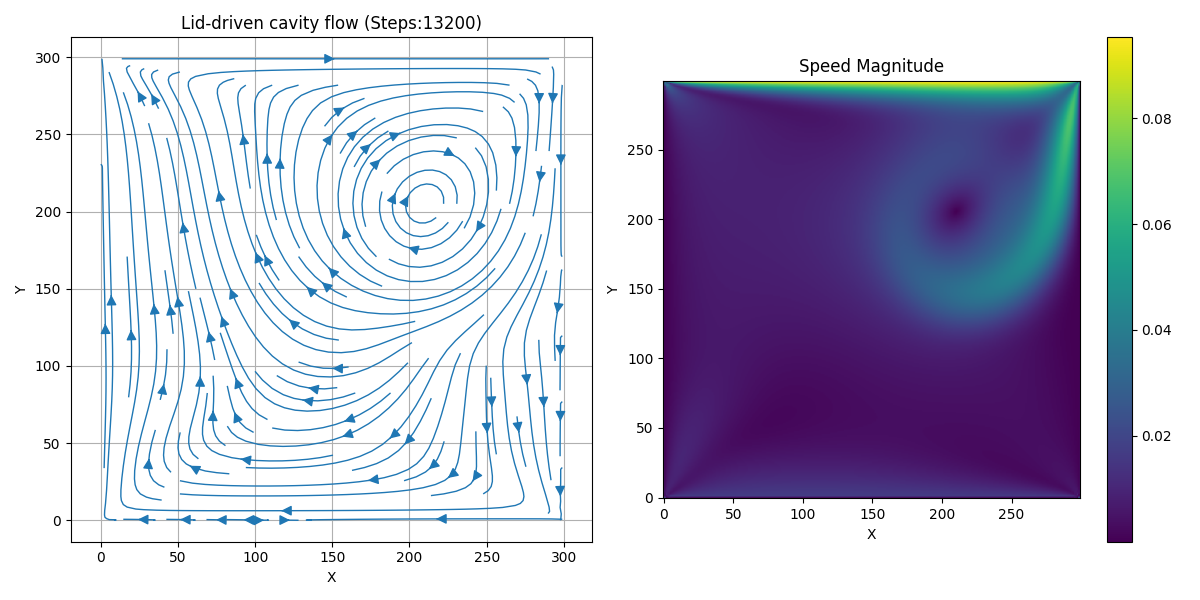 Lid-driven cavity flow (Steps:13200)
300
250
200
150
100
50
0
Y
0 50 100 150 200 250 300
X
Speed Magnitude
250
200
150
100
50
0
Y
0 50 100 150 200 250
X
0.08
0.06
0.04
0.02